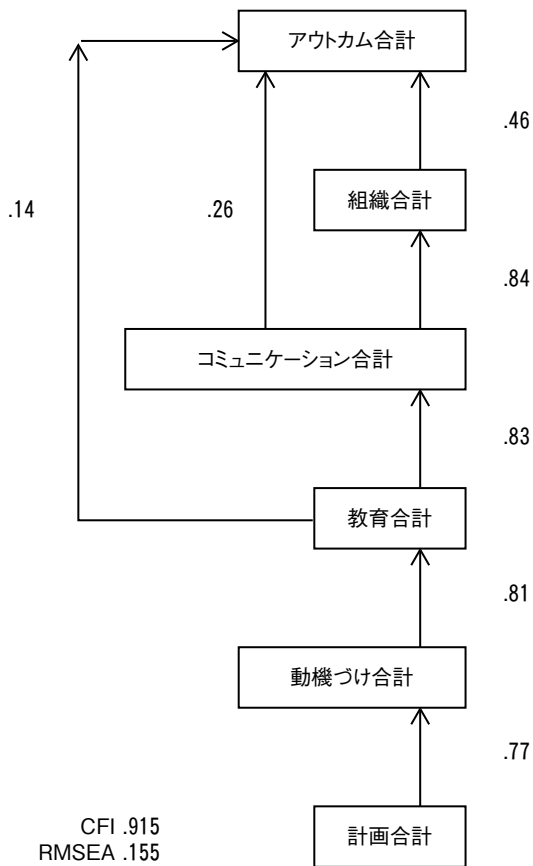 アウトカム合計
.46
組織合計
.14
.26
.84
コミュニケーション合計
.83
教育合計
.81
動機づけ合計
.77
計画合計
CFI .915
RMSEA .155